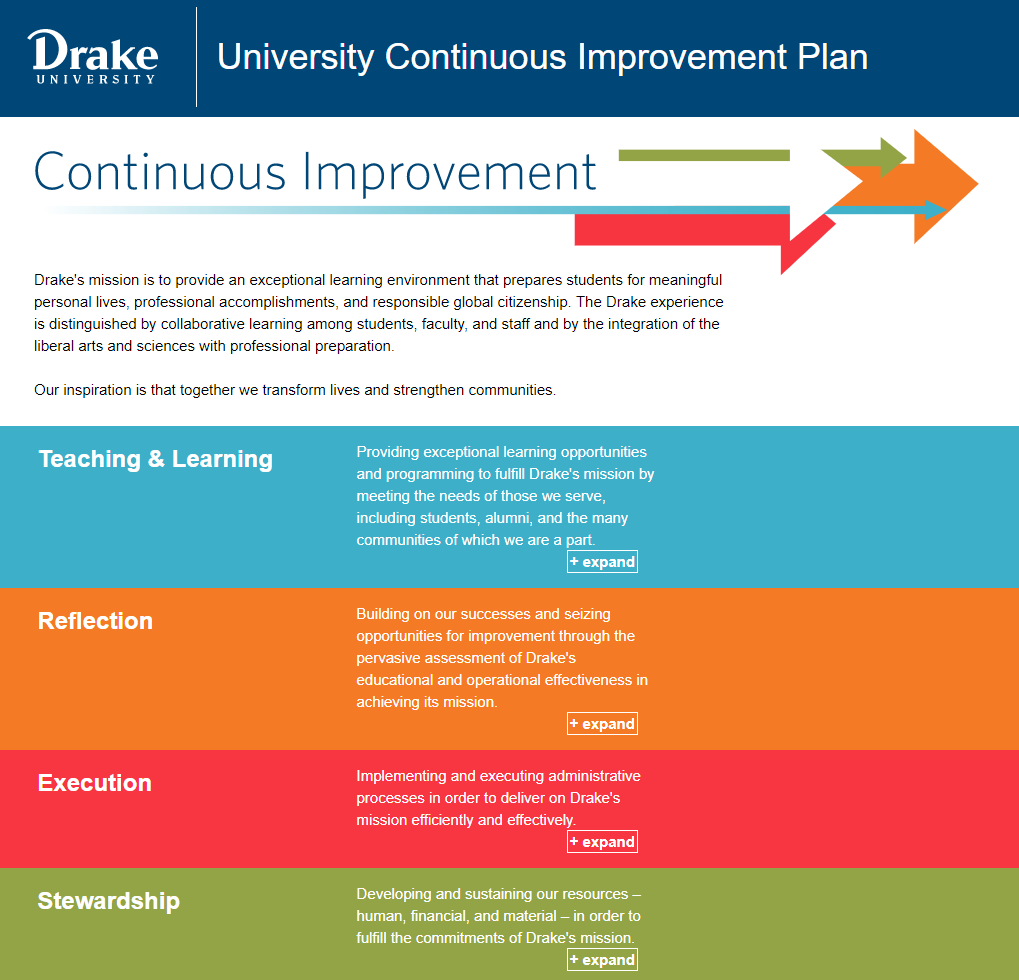 Drake
UNIVERSITY
University Continuous Improvement Plan
Continuous Improvement
Drake's mission is to provide an exceptional learning environment that prepares students for meaningful
personal lives, professional accomplishments, and responsible global citizenship. The Drake experience
is distinguished by collaborative learning among students, faculty, and staff and by the integration of the
liberal arts and sciences with professional preparation.
Our inspiration is that together we transform lives and strengthen communities.
Teaching & Learning
Providing exceptional learning opportunities
and programming to fulfill Drake's mission by
meeting the needs of those we serve,
including students, alumni, and the many
communities of which we are a part.
+ expand
Reflection
Building on our successes and seizing
opportunities for improvement through the
pervasive assessment of Drake's
educational and operational effectiveness in
achieving its mission.
+ expand
Execution
Implementing and executing administrative
processes in order to deliver on Drake's
mission efficiently and effectively.
+ expand
Stewardship
Developing and sustaining our resources –
human, financial, and material – in order to
fulfill the commitments of Drake's mission.
+ expand